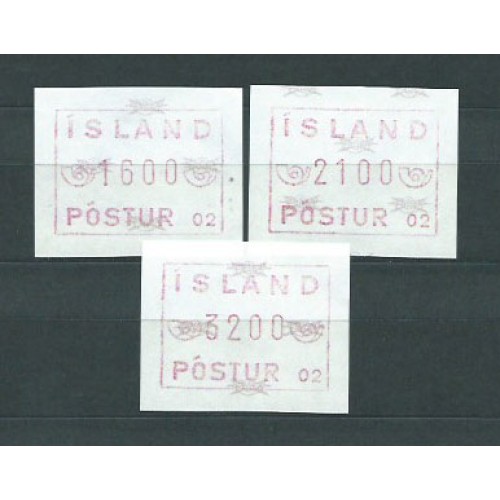 ÍSLAND
1600
PÓSTUR 02
ÍSLAND
2100
PÓSTUR 02
ÍSLAND
3200
PÓSTUR 02